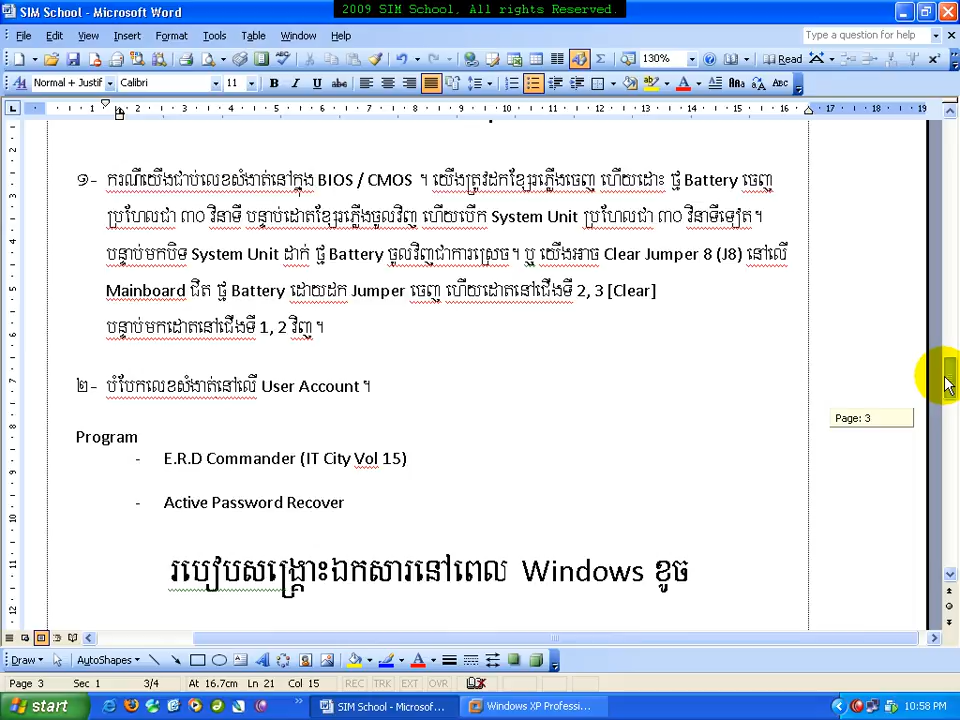 2009 SIM School. All rights Reserved.
SIM School - Microsoft Word
File Edit View Insert Format Tools Table Window Help
Type a question for help
130%
Read
Normal + Justif
Calibri
11
១- ករណីយើងជាប់លេខសំងាត់នៅក្នុង BIOS / CMOS ។ យើងត្រូវដកខ្សែរភ្លើងចេញ ហើយដោះ ថ្ម Battery ចេញ
ប្រហែលជា ៣០ វិនាទី បន្ទាប់ដោតខ្សែរភ្លើងចូលវិញ ហើយបើក System Unit ប្រហែលជា ៣០ វិនាទីទៀត។
បន្ទាប់មកបិទ System Unit ដាក់ ថ្ម Battery ចូលវិញជាការស្រេច។ ឬ យើងអាច Clear Jumper 8 (J8) នៅលើ
Mainboard ជិត ថ្ម Battery ដោយដក Jumper ចេញ ហើយដោតនៅជើងទី 2, 3 [Clear]
បន្ទាប់មកដោតនៅជើងទី 1, 2 វិញ។
២- បំបែកលេខសំងាត់នៅលើ User Account ។
Page: 3
Program
- E.R.D Commander (IT City Vol 15)
- Active Password Recover
របៀបសង្គ្រោះឯកសារនៅពេល Windows ខូច
Draw AutoShapes
Page 3 Sec 1 3/4 At 16.7cm Ln 21 Col 15 REC TRK EXT OVR
start
SIM School - Microsof...
Windows XP Professi...
10:58 PM